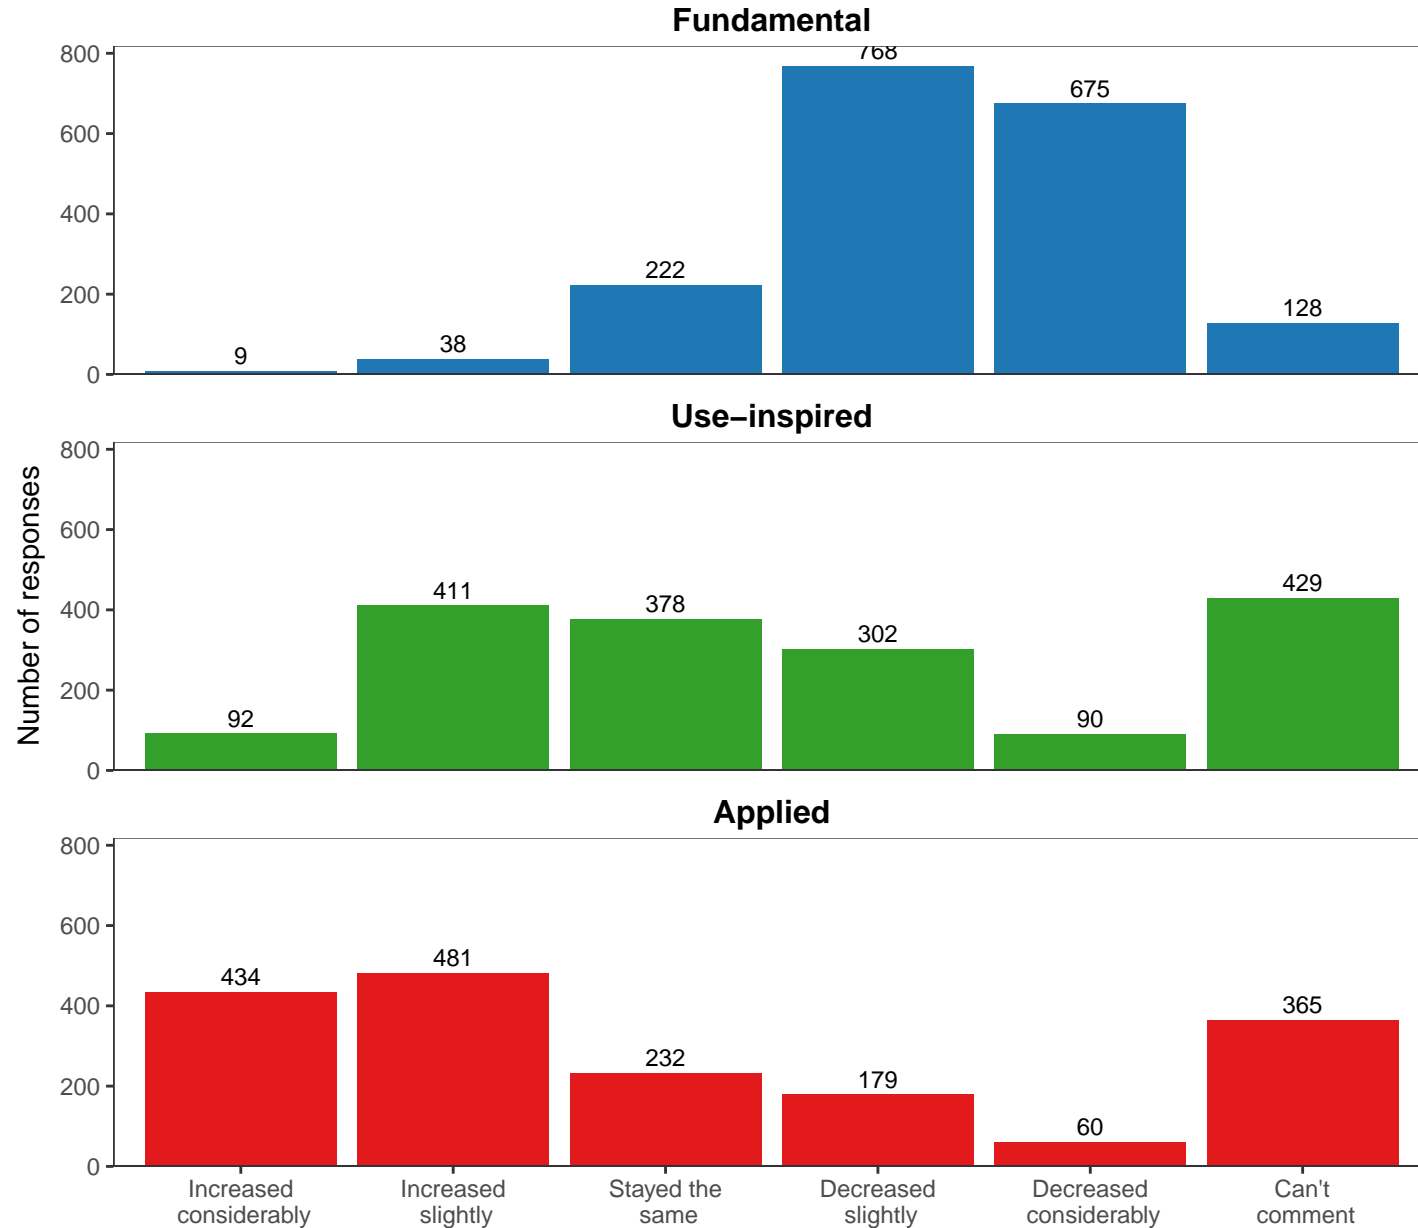 Fundamental
800
600
400
200
0
9
38
222
768
675
128
Use−inspired
800
600
400
200
0
92
411
378
302
90
429
Applied
800
600
400
200
0
434
481
232
179
60
365
Number of responses
Increased
considerably
Increased
slightly
Stayed the
same
Decreased
slightly
Decreased
considerably
Can't
comment